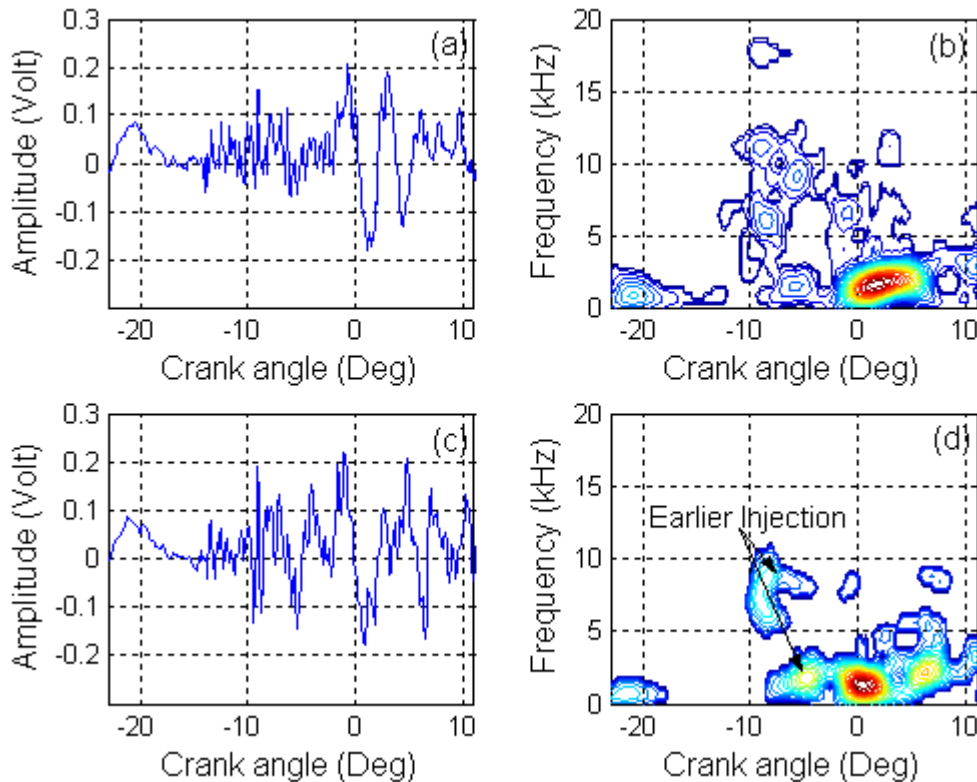 0.3
0.2
0.1
0
-0.1
-0.2
Amplitude (Volt)
(a)
-20
-10
0
10
Crank angle (Deg)
20
15
10
5
0
Frequency (kHz)
(b)
-20
-10
0
10
Crank angle (Deg)
0.3
0.2
0.1
0
-0.1
-0.2
Amplitude (Volt)
(c)
-20
-10
0
10
Crank angle (Deg)
20
15
10
5
0
Frequency (kHz)
(d)
Earlier Injection
-20
-10
0
10
Crank angle (Deg)